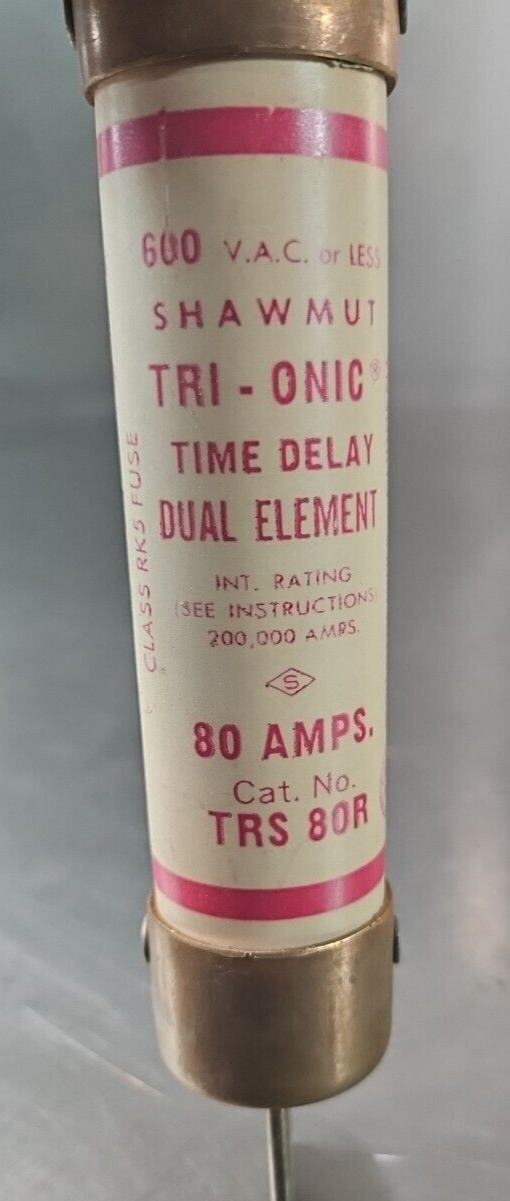 600 V.A.C. or LESS
SHAWMUT
TRI-ONIC®
TIME DELAY
DUAL ELEMENT
INT. RATING
(SEE INSTRUCTIONS)
200,000 AMPS.
S
80 AMPS.
Cat. No.
TRS 80R
CLASS RK5 FUSE